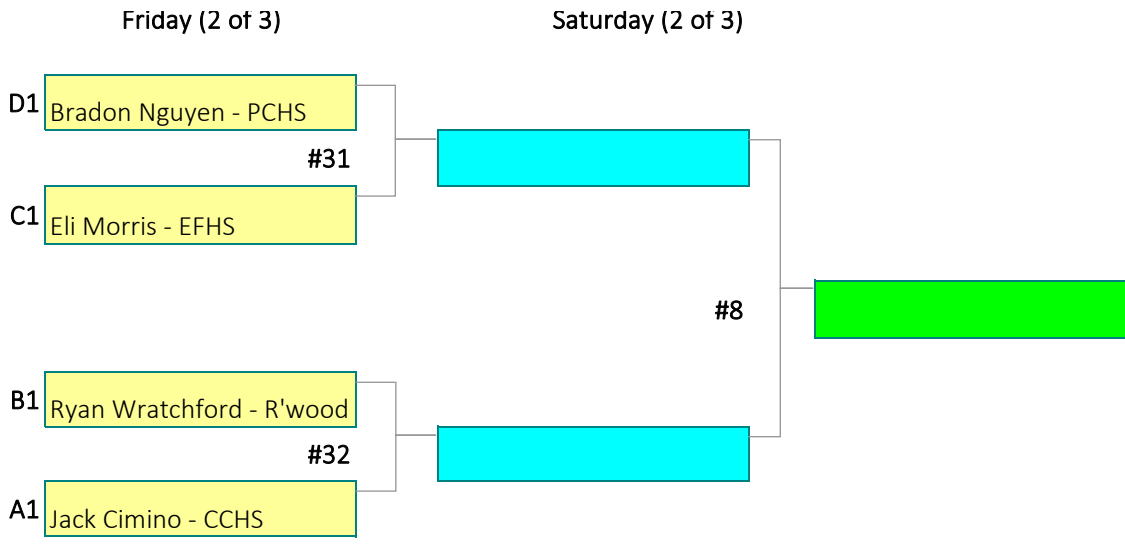 Friday (2 of 3) Saturday (2 of 3)
D1 Bradon Nguyen - PCHS
#31
C1 Eli Morris - EFHS
#8
B1 Ryan Wratchford - R'wood
#32
A1 Jack Cimino - CCHS